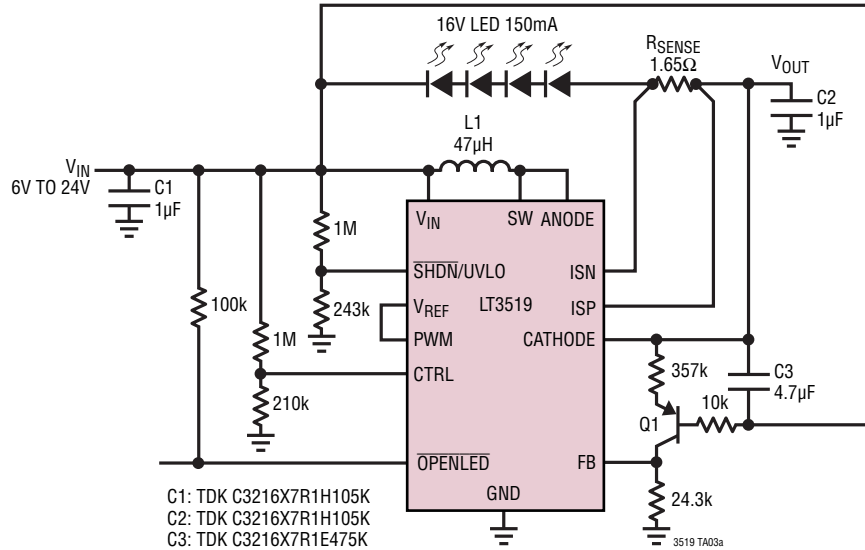 16V LED 150mA
RSENSE
1.65Ω
VOUT
C2
1µF
L1
47µH
VIN
6V TO 24V
C1
1µF
VIN
SW
ANODE
1M
SHDN/UVLO
ISN
100k
243k
VREF
LT3519
ISP
PWM
CATHODE
1M
CTRL
357k
C3
4.7µF
210k
Q1
10k
OPENLED
FB
24.3k
GND
C1: TDK C3216X7R1H105K
C2: TDK C3216X7R1H105K
C3: TDK C3216X7R1E475K
3519 TA03a